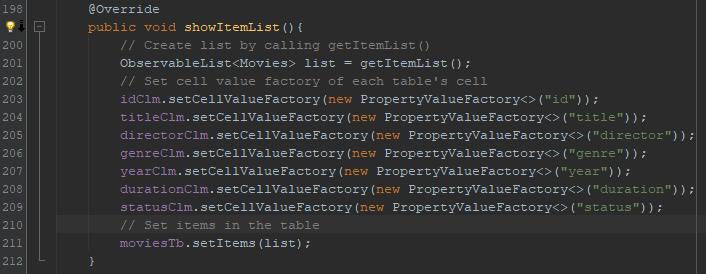 198 @Override
public void showItemList(){
200 // Create list by calling getItemList()
201 ObservableList<Movies> list = getItemList();
202 // Set cell value factory of each table's cell
203 idClm.setCellValueFactory(new PropertyValueFactory<>("id"));
204 titleClm.setCellValueFactory(new PropertyValueFactory<>("title"));
205 directorClm.setCellValueFactory(new PropertyValueFactory<>("director"));
206 genreClm.setCellValueFactory(new PropertyValueFactory<>("genre"));
207 yearClm.setCellValueFactory(new PropertyValueFactory<>("year"));
208 durationClm.setCellValueFactory(new PropertyValueFactory<>("duration"));
209 statusClm.setCellValueFactory(new PropertyValueFactory<>("status"));
210 // Set items in the table
211 moviesTb.setItems(list);
212 }